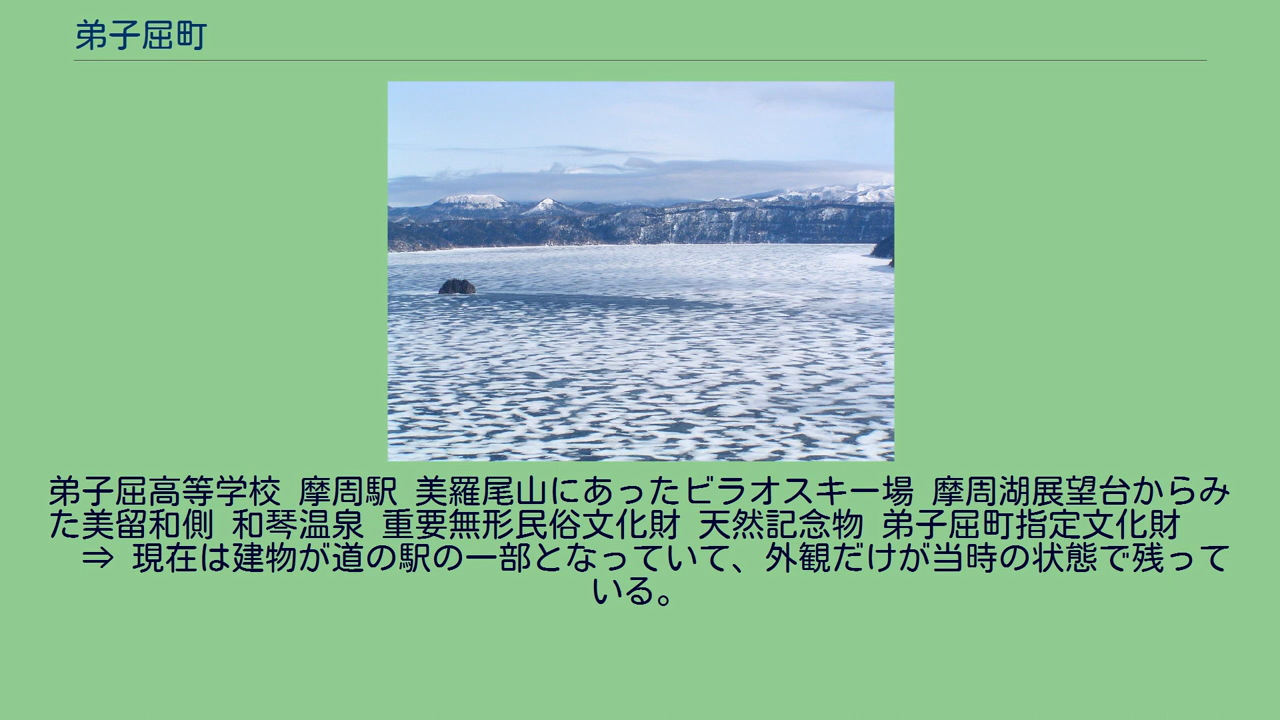 弟子屈町
弟子屈高等学校 摩周駅 美羅尾山にあったビラオスキー場 摩周湖展望台からみ
た美留和側 和琴温泉 重要無形民俗文化財 天然記念物 弟子屈町指定文化財
⇒ 現在は建物が道の駅の一部となっていて、外観だけが当時の状態で残って
いる。